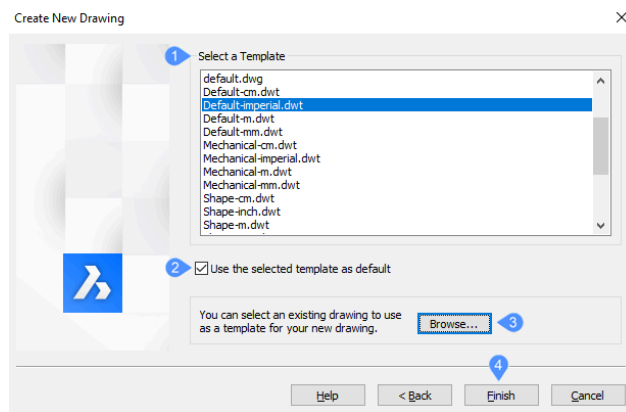 Create New Drawing
1
Select a Template
default.dwg
Default-cm.dwt
Default-imperial.dwt
Default-m.dwt
Default-mm.dwt
Mechanical-cm.dwt
Mechanical-imperial.dwt
Mechanical-m.dwt
Mechanical-mm.dwt
Shape-cm.dwt
Shape-inch.dwt
Shape-m.dwt
2
Use the selected template as default
You can select an existing drawing to use
as a template for your new drawing.
Browse...
3
4
Help
< Back
Finish
Cancel